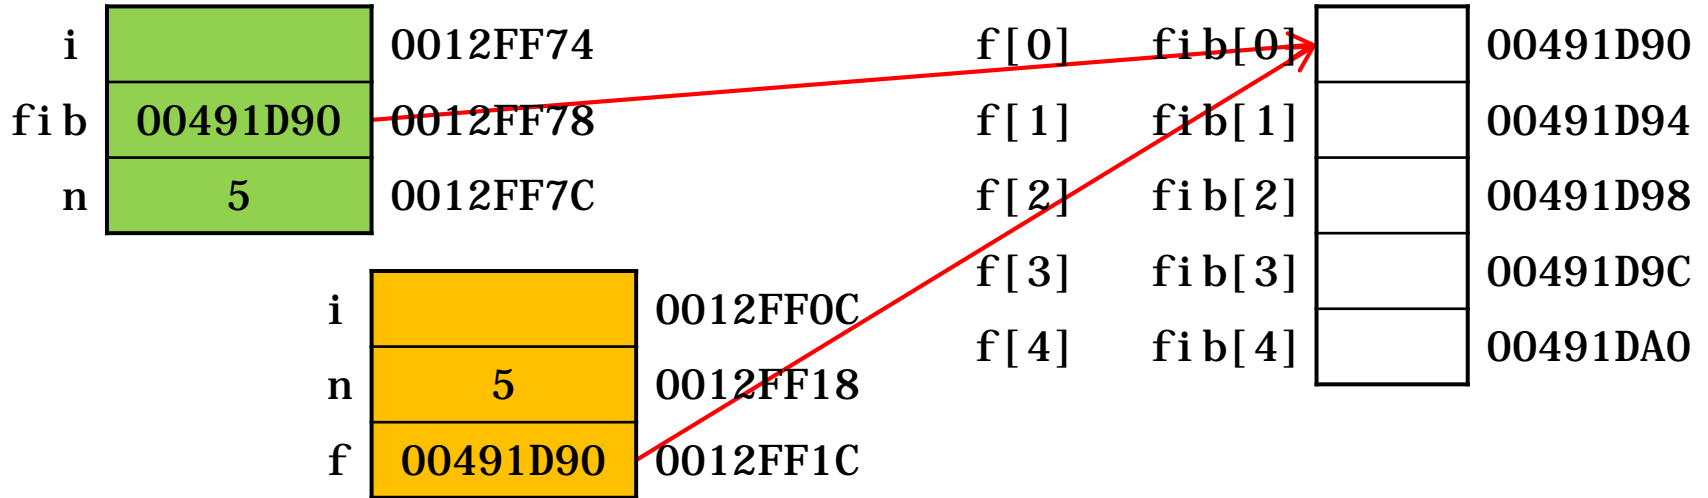 i 0012FF74 f[0] fib[0] 00491D90
fib 00491D90 0012FF78 f[1] fib[1] 00491D94
n 5 0012FF7C f[2] fib[2] 00491D98
f[3] fib[3] 00491D9C
i 0012FF0C
f[4] fib[4] 00491DA0
n 5 0012FF18
f 00491D90 0012FF1C